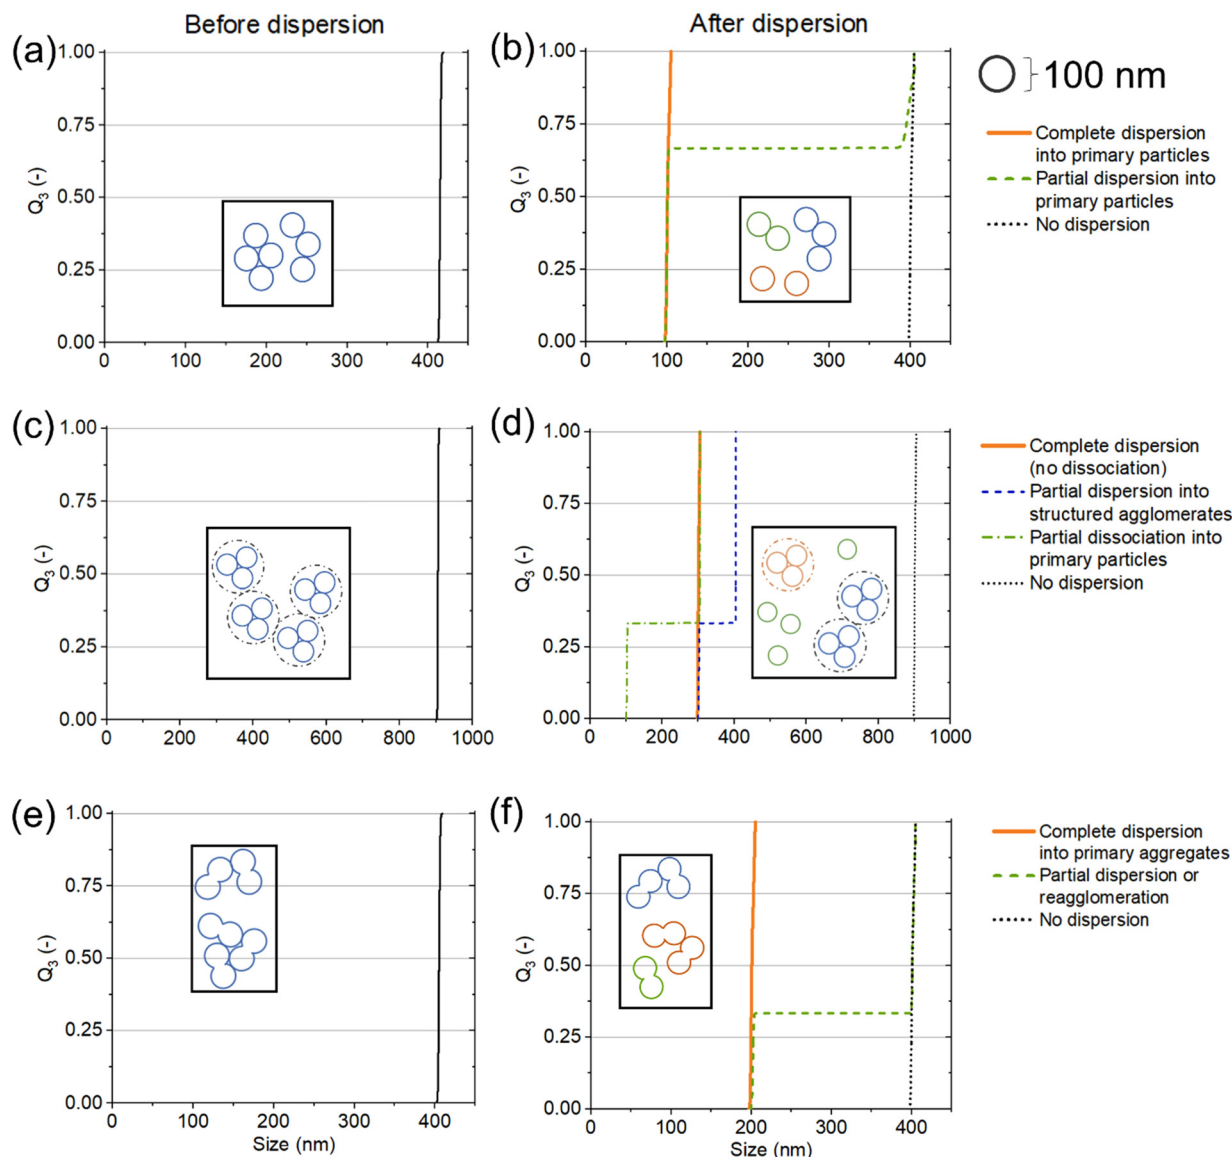 Before dispersion
After dispersion
(a)
1.00
0.75
0.50
0.25
0.00
Q3 (-)
0
100
200
300
400
(b)
1.00
0.75
0.50
0.25
0.00
Q3 (-)
0
100
200
300
400
100 nm
Complete dispersion
into primary particles
Partial dispersion into
primary particles
No dispersion
(c)
1.00
0.75
0.50
0.25
0.00
Q3 (-)
0
200
400
600
800
1000
(d)
1.00
0.75
0.50
0.25
0.00
Q3 (-)
0
200
400
600
800
1000
Complete dispersion
(no dissociation)
Partial dispersion into
structured agglomerates
Partial dissociation into
primary particles
No dispersion
(e)
1.00
0.75
0.50
0.25
0.00
Q3 (-)
0
100
200
300
400
Size (nm)
(f)
1.00
0.75
0.50
0.25
0.00
Q3 (-)
0
100
200
300
400
Size (nm)
Complete dispersion
into primary aggregates
Partial dispersion or
reagglomeration
No dispersion